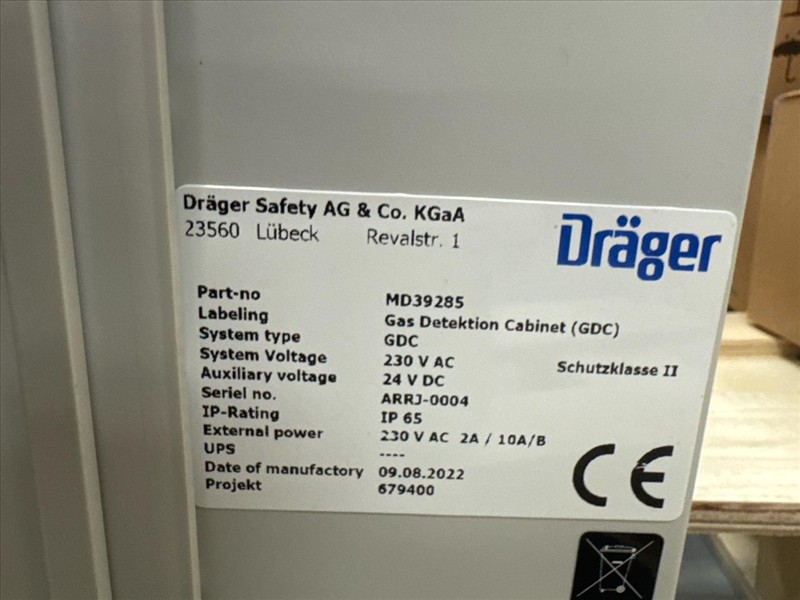 Dräger Safety AG & Co. KGaA
23560 Lübeck Revalstr. 1
Dräger
Part-no MD39285
Labeling Gas Detektion Cabinet (GDC)
System type GDC
System Voltage 230 V AC Schutzklasse II
Auxiliary voltage 24 V DC
Seriel no. ARRJ-0004
IP-Rating IP 65
External power 230 V AC 2A / 10A/B
UPS ----
Date of manufactory 09.08.2022
Projekt 679400
CE